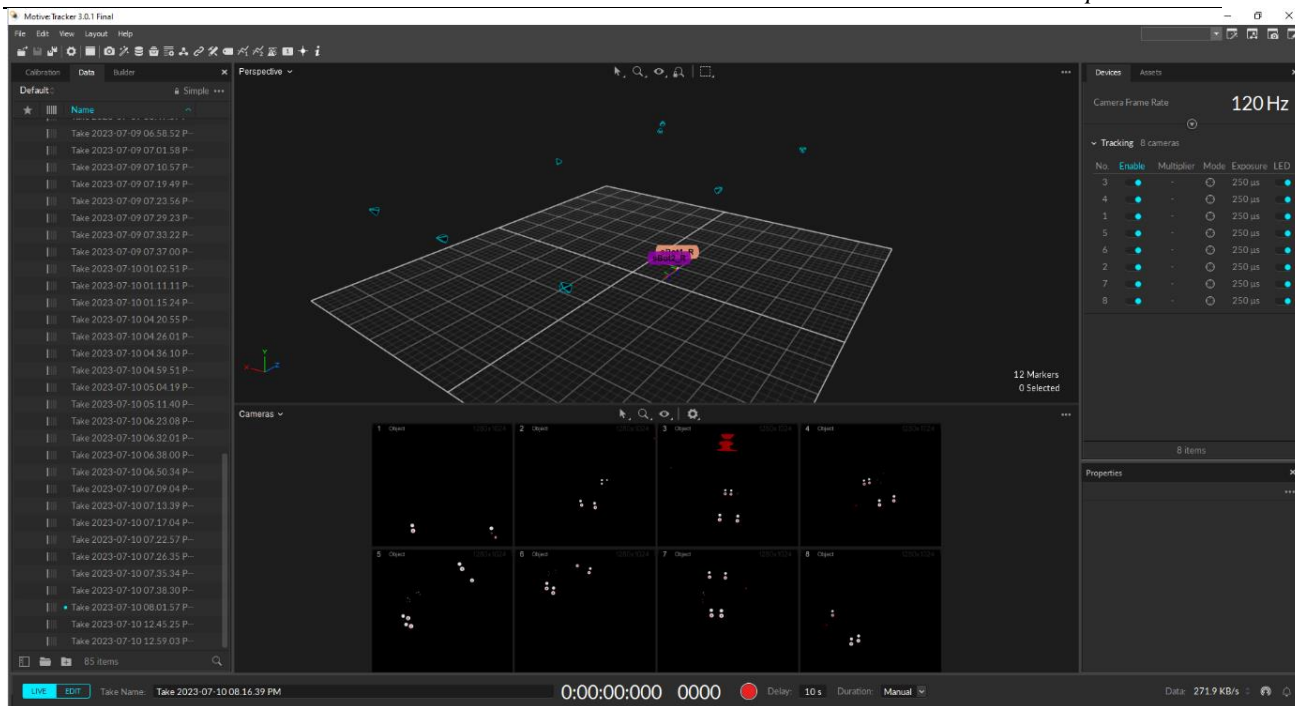 Motive:Tracker 3.0.1 Final
File Edit View Layout Help
Calibration Data Builder
Default
Simple
Name
Take 2023-07-09 06.58.52 P...
Take 2023-07-09 07.01.58 P...
Take 2023-07-09 07.10.57 P...
Take 2023-07-09 07.19.49 P...
Take 2023-07-09 07.23.56 P...
Take 2023-07-09 07.29.23 P...
Take 2023-07-09 07.33.22 P...
Take 2023-07-09 07.37.00 P...
Take 2023-07-10 01.02.51 P...
Take 2023-07-10 01.11.11 P...
Take 2023-07-10 01.15.24 P...
Take 2023-07-10 04.20.55 P...
Take 2023-07-10 04.26.01 P...
Take 2023-07-10 04.36.10 P...
Take 2023-07-10 04.59.51 P...
Take 2023-07-10 05.04.19 P...
Take 2023-07-10 05.11.40 P...
Take 2023-07-10 06.23.08 P...
Take 2023-07-10 06.32.01 P...
Take 2023-07-10 06.38.00 P...
Take 2023-07-10 06.50.34 P...
Take 2023-07-10 07.09.04 P...
Take 2023-07-10 07.13.39 P...
Take 2023-07-10 07.17.04 P...
Take 2023-07-10 07.22.57 P...
Take 2023-07-10 07.26.35 P...
Take 2023-07-10 07.35.34 P...
Take 2023-07-10 07.38.30 P...
Take 2023-07-10 08.01.57 P...
Take 2023-07-10 12.45.25 P...
Take 2023-07-10 12.59.03 P...
85 items
Perspective
Y
12 Markers
0 Selected
Cameras
1 Object 1280x1024
2 Object 1280x1024
3 Object 1280x1024
4 Object 1280x1024
5 Object 1280x1024
6 Object 1280x1024
7 Object 1280x1024
8 Object
Devices Assets
Camera Frame Rate 120 Hz
Tracking 8 cameras
No. Enable Multiplier Mode Exposure LED
3 - 250 µs
4 - 250 µs
1 - 250 µs
5 - 250 µs
6 - 250 µs
2 - 250 µs
7 - 250 µs
8 - 250 µs
8 items
Properties
LIVE EDIT Take Name: Take 2023-07-10 08.16.39 PM 0:00:00:000 0000 Delay: 10 s Duration: Manual Data: 271.9 KB/s